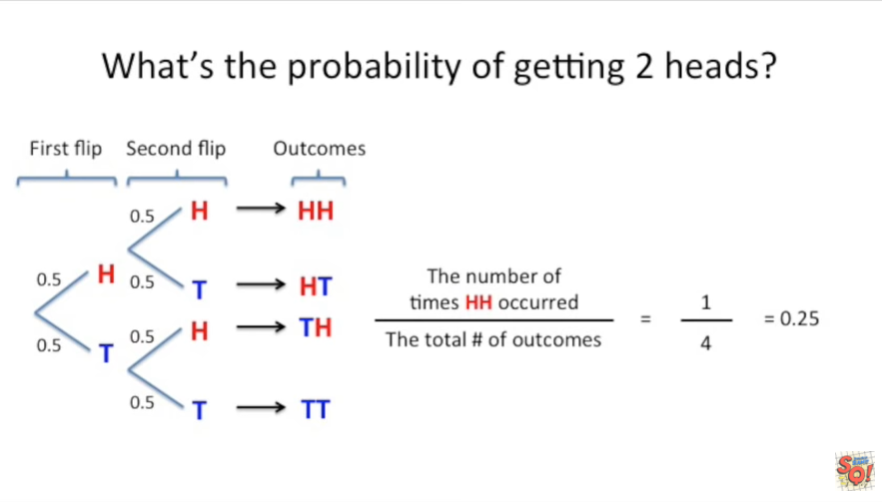 What's the probability of getting 2 heads?
First flip Second flip Outcomes
0.5 H → HH
0.5 H 0.5 T → HT
0.5 T 0.5 H → TH
0.5 T → TT
The number of
times HH occurred
The total # of outcomes
=
1
4
= 0.25
SQ!